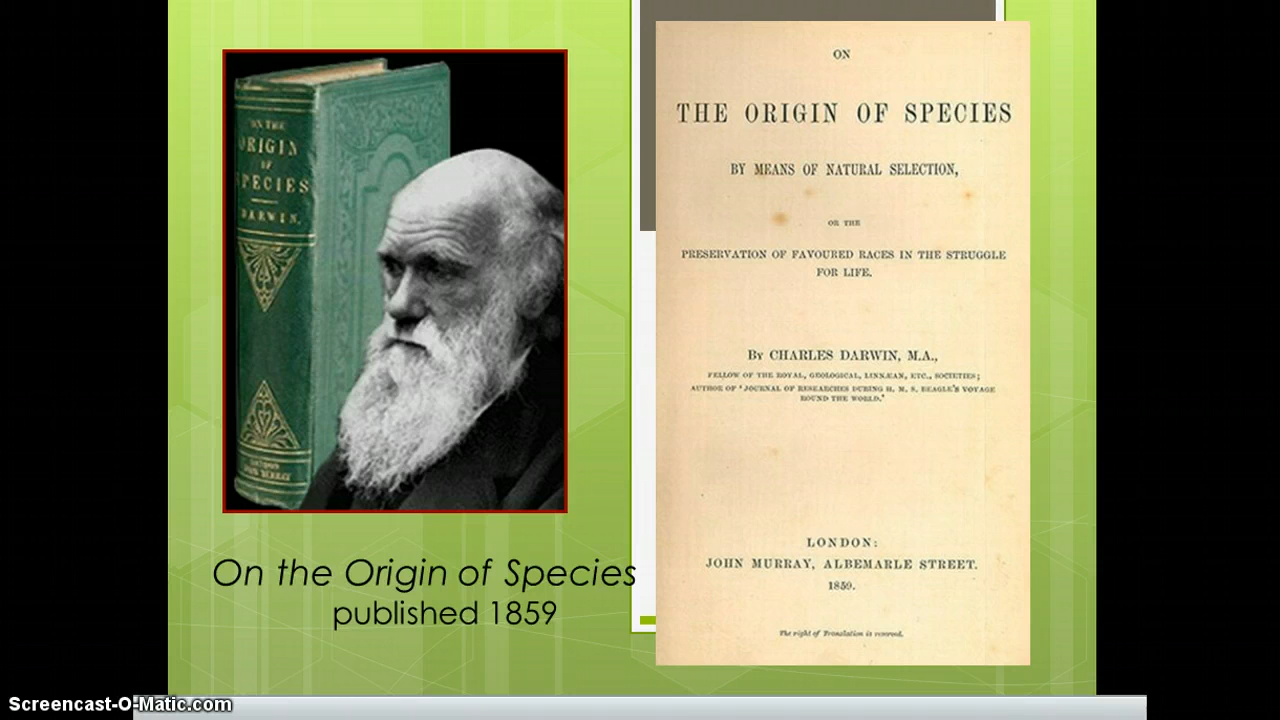 ON THE
ORIGIN
OF
SPECIES
DARWIN.
LONDON
JOHN MURRAY
On the Origin of Species
published 1859
ON
THE ORIGIN OF SPECIES
BY MEANS OF NATURAL SELECTION,
OR THE
PRESERVATION OF FAVOURED RACES IN THE STRUGGLE
FOR LIFE.
BY CHARLES DARWIN, M.A.,
FELLOW OF THE ROYAL, GEOLOGICAL, LINNÆAN, ETC., SOCIETIES;
AUTHOR OF 'JOURNAL OF RESEARCHES DURING H. M. S. BEAGLE'S VOYAGE
ROUND THE WORLD.'
LONDON:
JOHN MURRAY, ALBEMARLE STREET.
1859.
The right of Translation is reserved.
Screencast-O-Matic.com